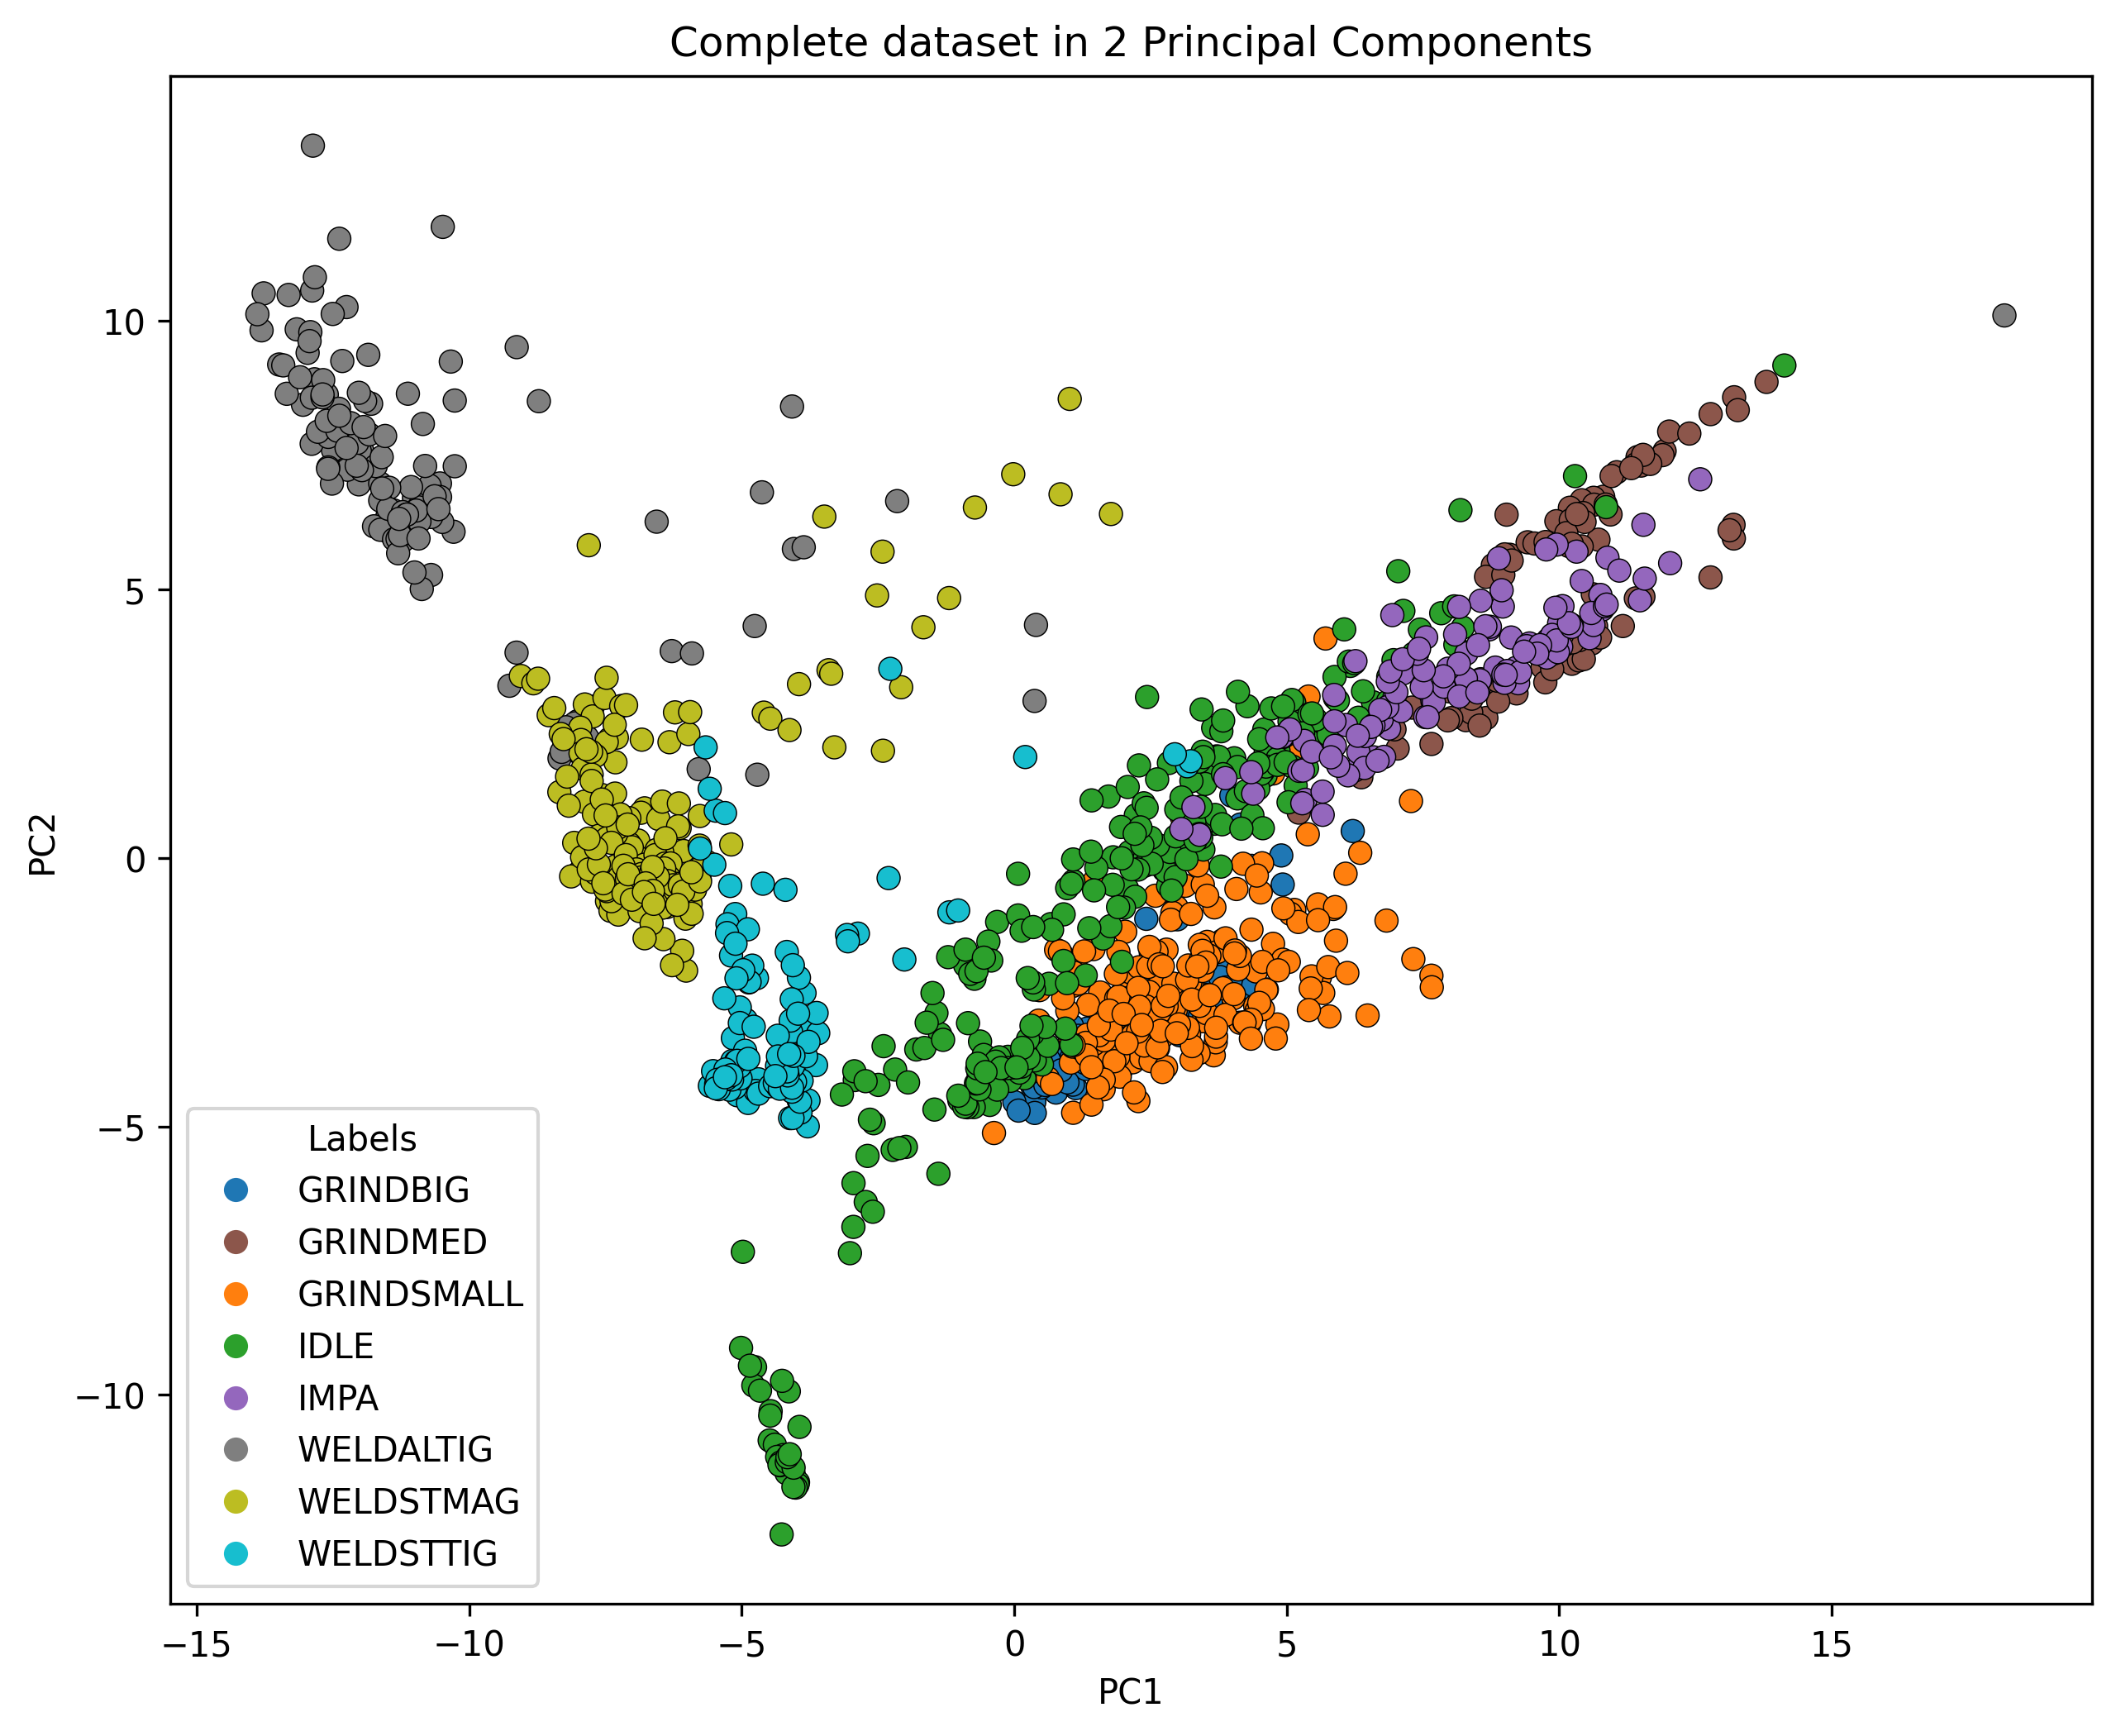 Complete dataset in 2 Principal Components
10
5
0
−5
−10
PC2
Labels
GRINDBIG
GRINDMED
GRINDSMALL
IDLE
IMPA
WELDALTIG
WELDSTMAG
WELDSTTIG
−15 −10 −5 0 5 10 15
PC1